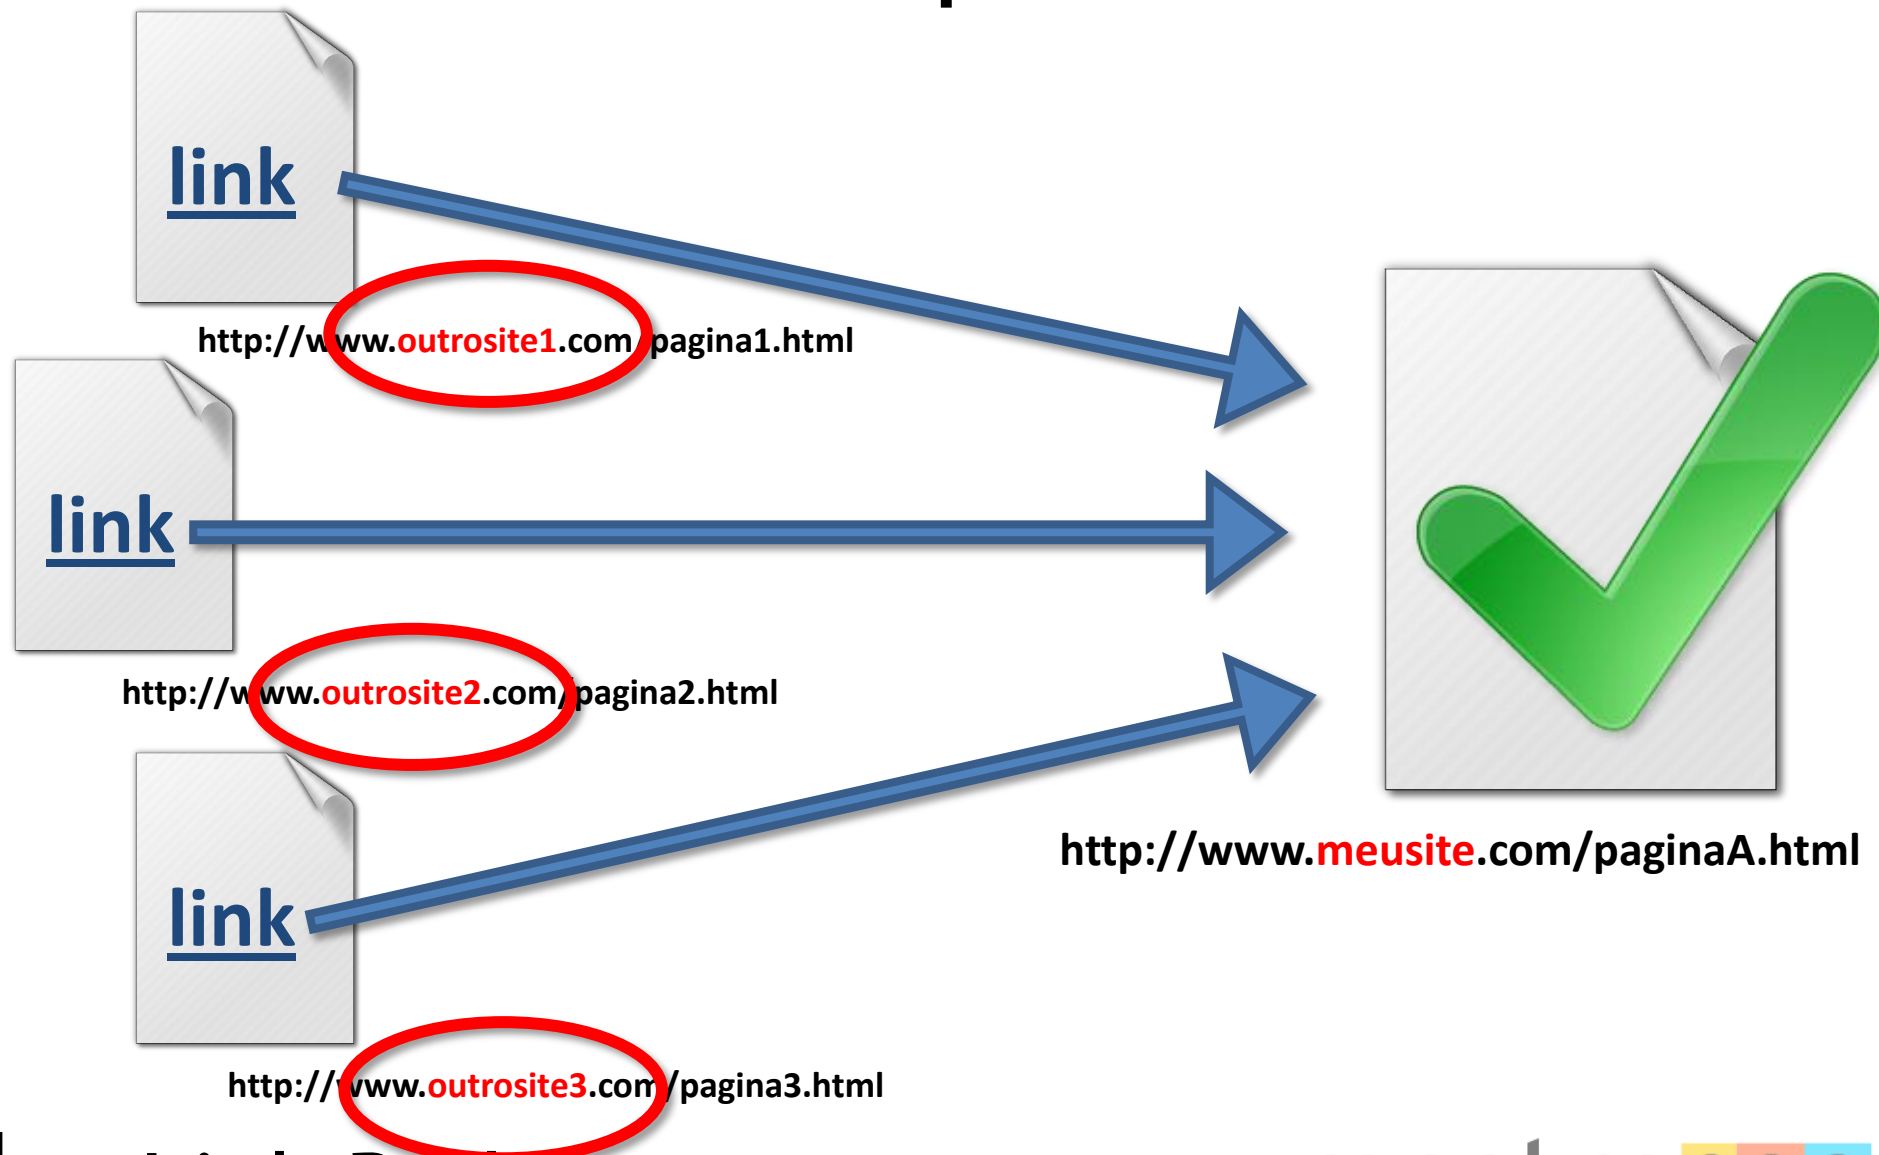 link
http://www.outrosite1.com/pagina1.html
link
http://www.outrosite2.com/pagina2.html
link
http://www.outrosite3.com/pagina3.html
http://www.meusite.com/paginaA.html